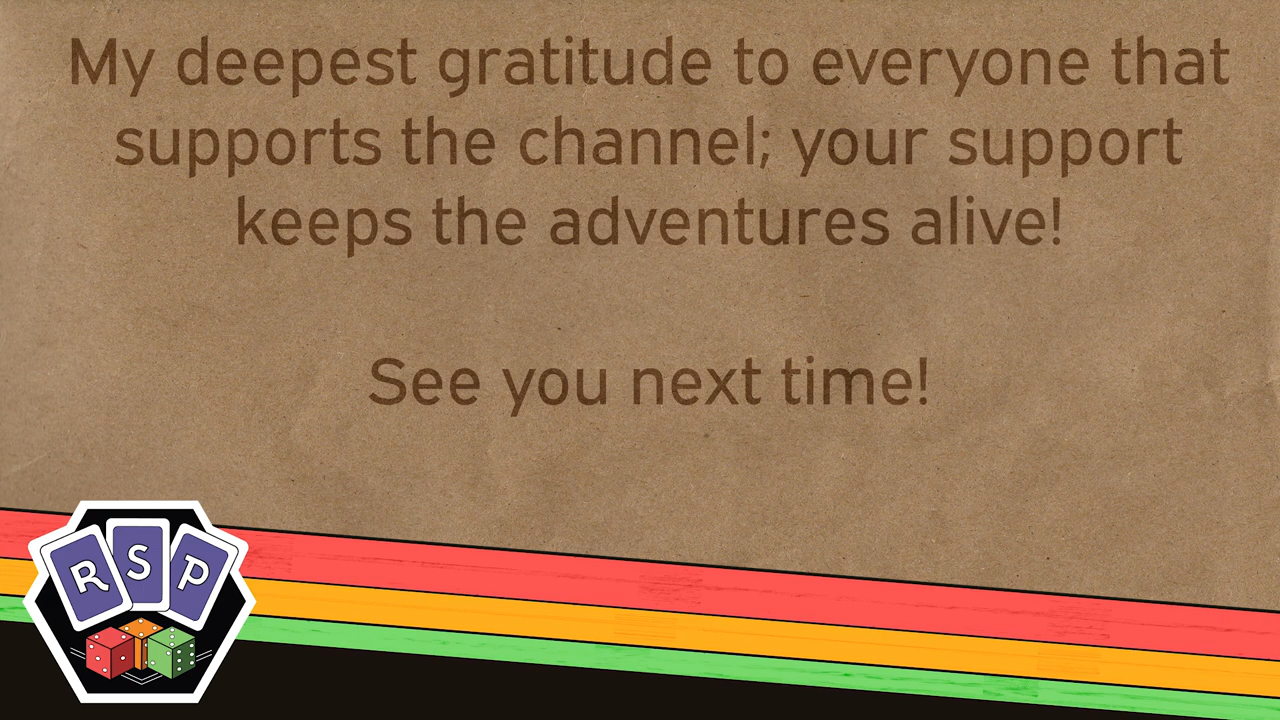 My deepest gratitude to everyone that
supports the channel; your support
keeps the adventures alive!
See you next time!
RSP